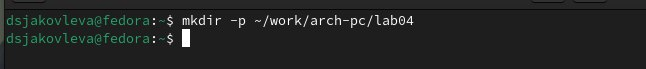 dsjakovleva@fedora:~$ mkdir -p ~/work/arch-pc/lab04
dsjakovleva@fedora:~$